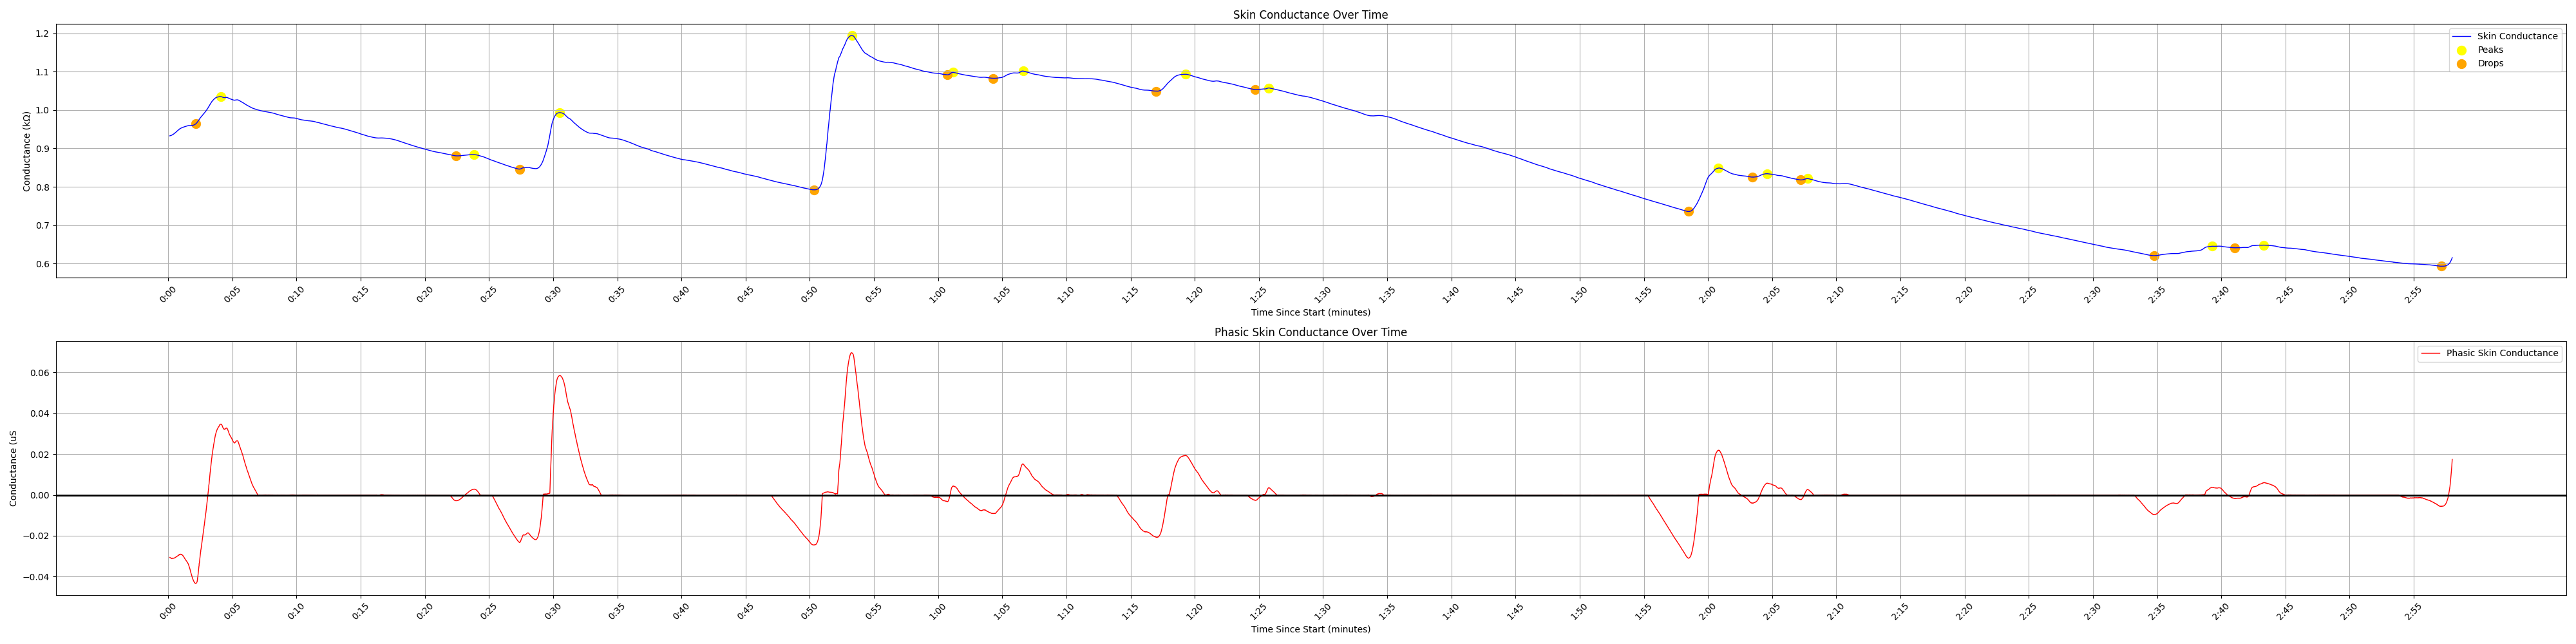 Skin Conductance Over Time
Conductance (kΩ)
1.2
1.1
1.0
0.9
0.8
0.7
0.6
Skin Conductance
Peaks
Drops
0:00 0:05 0:10 0:15 0:20 0:25 0:30 0:35 0:40 0:45 0:50 0:55 1:00 1:05 1:10 1:15 1:20 1:25 1:30 1:35 1:40 1:45 1:50 1:55 2:00 2:05 2:10 2:15 2:20 2:25 2:30 2:35 2:40 2:45 2:50 2:55
Time Since Start (minutes)
Phasic Skin Conductance Over Time
Conductance (uS
0.06
0.04
0.02
0.00
−0.02
−0.04
Phasic Skin Conductance
0:00 0:05 0:10 0:15 0:20 0:25 0:30 0:35 0:40 0:45 0:50 0:55 1:00 1:05 1:10 1:15 1:20 1:25 1:30 1:35 1:40 1:45 1:50 1:55 2:00 2:05 2:10 2:15 2:20 2:25 2:30 2:35 2:40 2:45 2:50 2:55
Time Since Start (minutes)